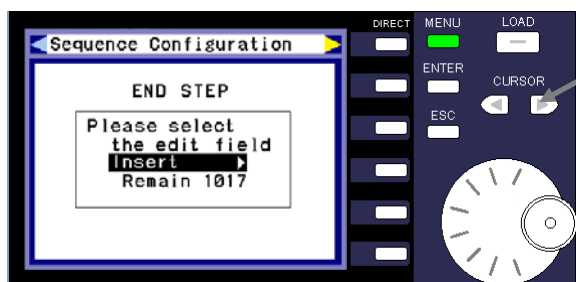 Sequence Configuration
END STEP
Please select
the edit field
Insert
Remain 1017
DIRECT
MENU
LOAD
ENTER
CURSOR
ESC